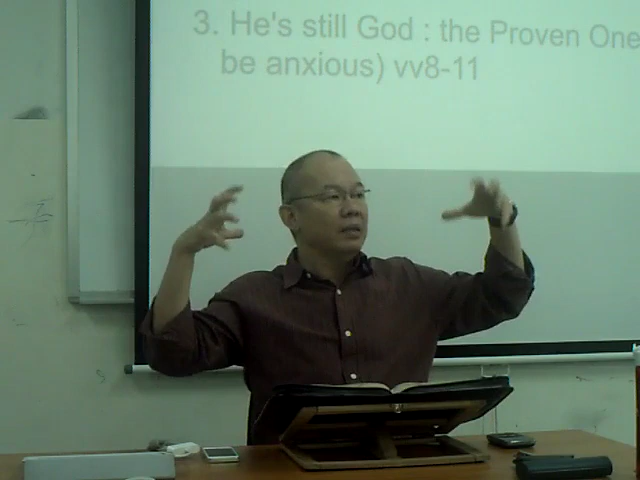 3. He's still God : the Proven One
be anxious) vv8-11